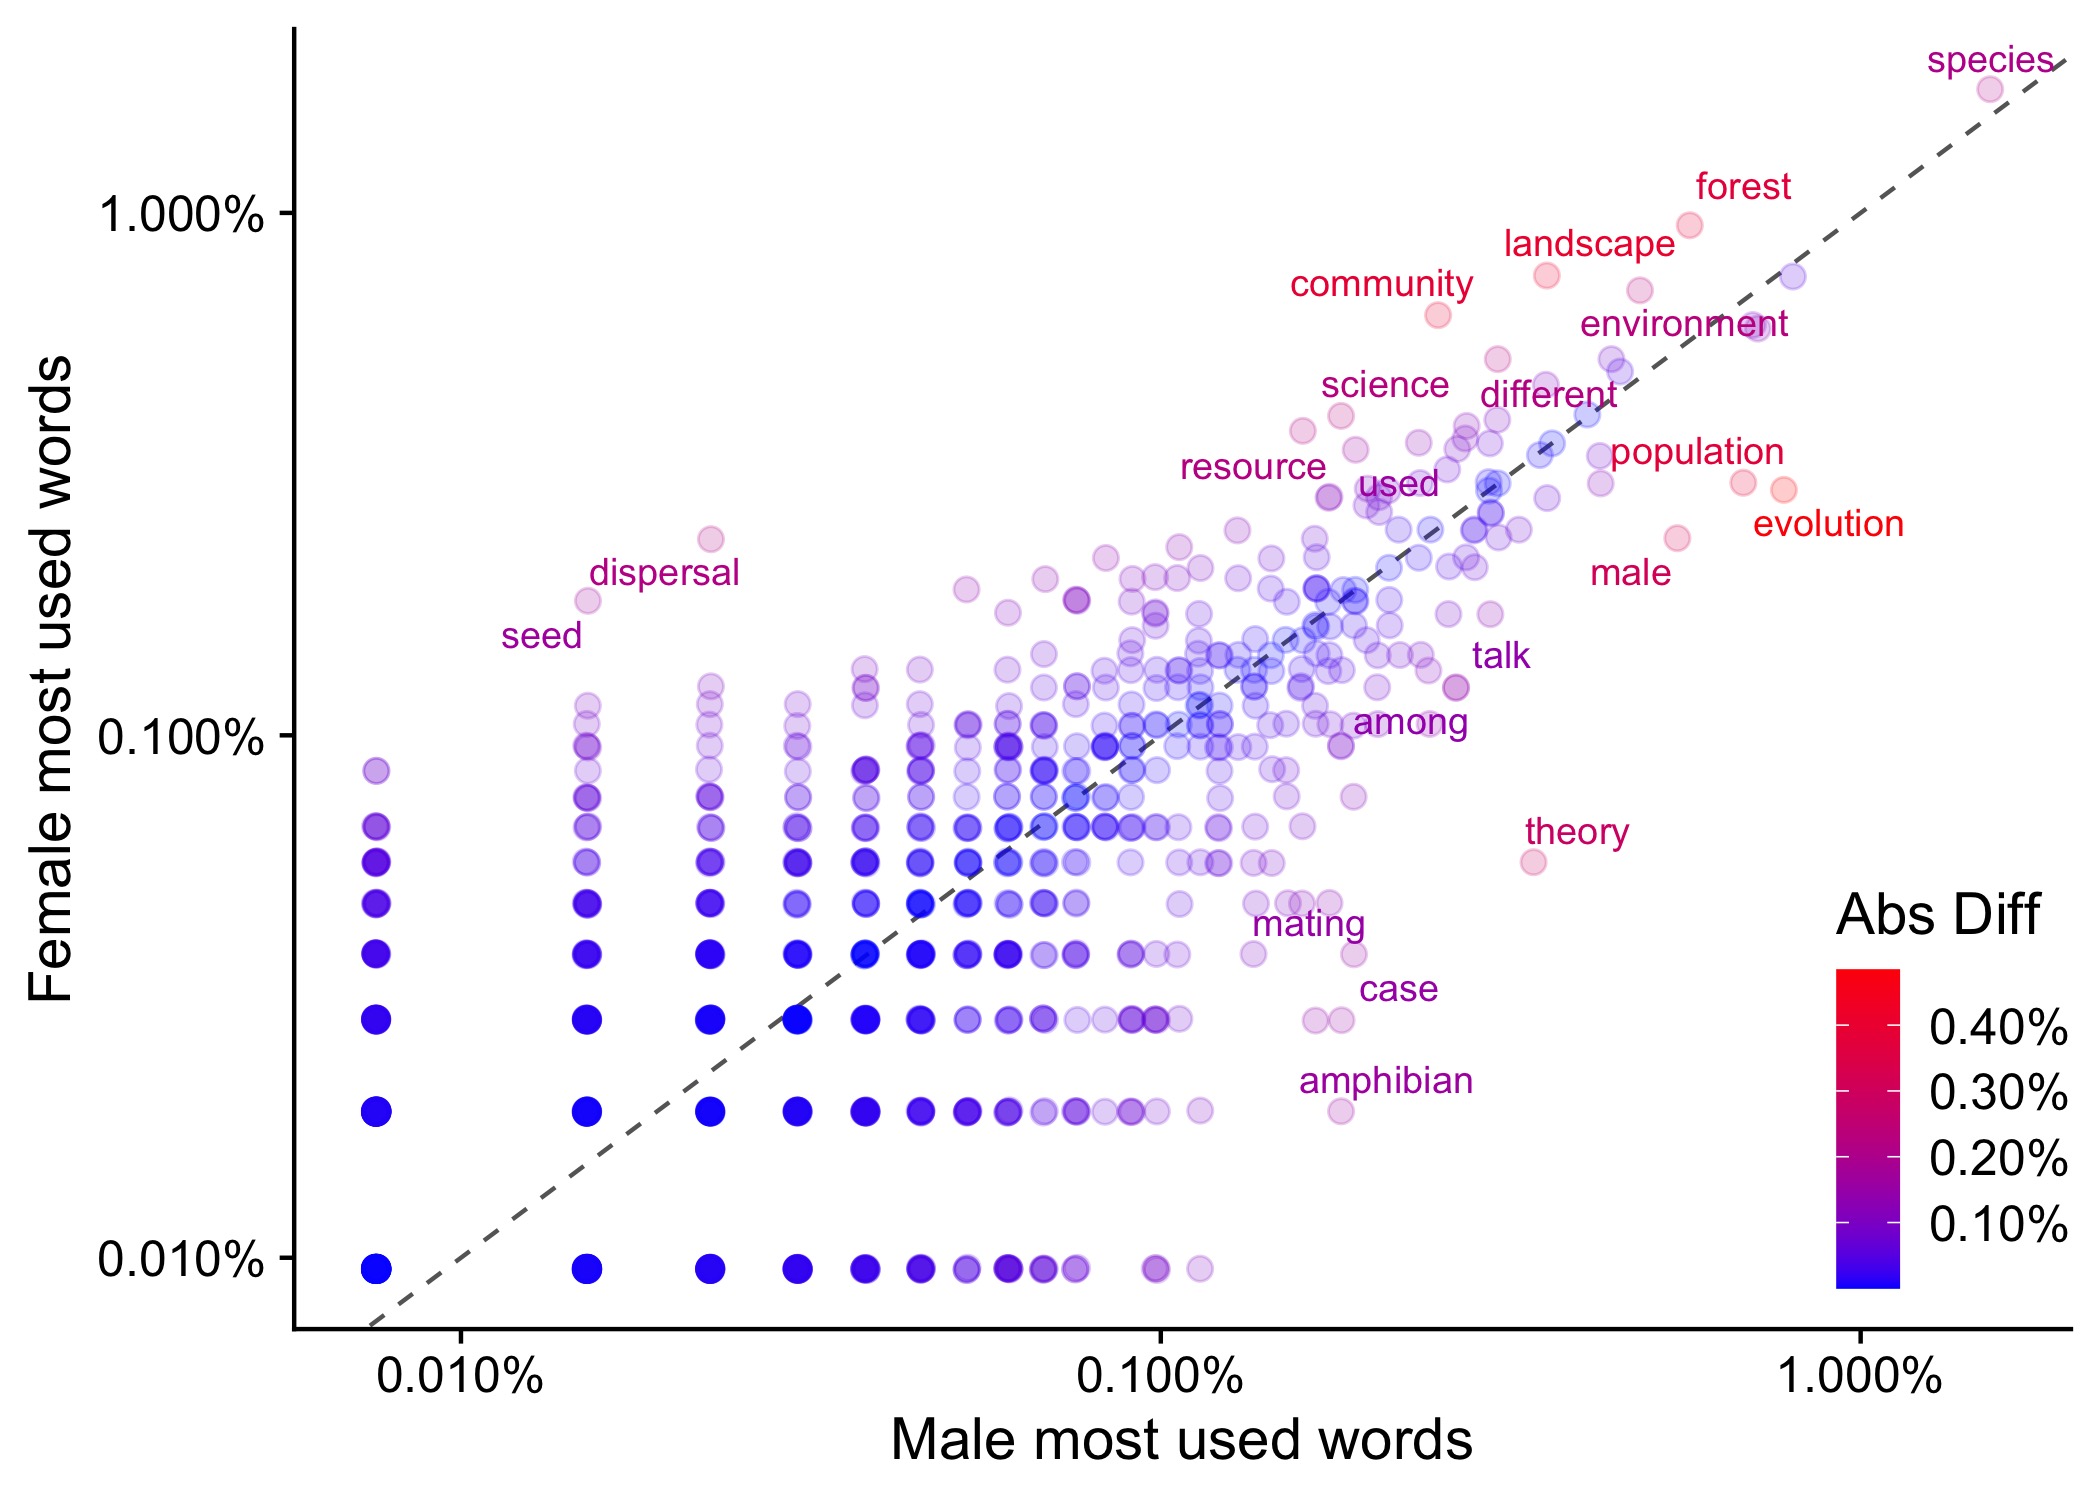 species
forest
landscape
community
environment
science
different
population
resource
used
evolution
dispersal
male
seed
talk
among
theory
mating
case
amphibian
Female most used words
1.000%
0.100%
0.010%
0.010%
0.100%
1.000%
Male most used words
Abs Diff
0.40%
0.30%
0.20%
0.10%